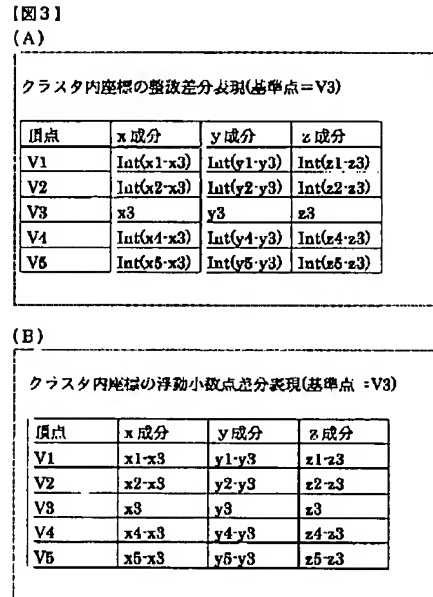 【図3】
(A)
クラスタ内座標の整数差分表現(基準点=V3)
頂点 x成分 y成分 z成分
V1 Int(x1-x3) Int(y1-y3) Int(z1-z3)
V2 Int(x2-x3) Int(y2-y3) Int(z2-z3)
V3 x3 y3 z3
V4 Int(x4-x3) Int(y4-y3) Int(z4-z3)
V5 Int(x5-x3) Int(y5-y3) Int(z5-z3)
(B)
クラスタ内座標の浮動小数点差分表現(基準点=V3)
頂点 x成分 y成分 z成分
V1 x1-x3 y1-y3 z1-z3
V2 x2-x3 y2-y3 z2-z3
V3 x3 y3 z3
V4 x4-x3 y4-y3 z4-z3
V5 x5-x3 y5-y3 z5-z3